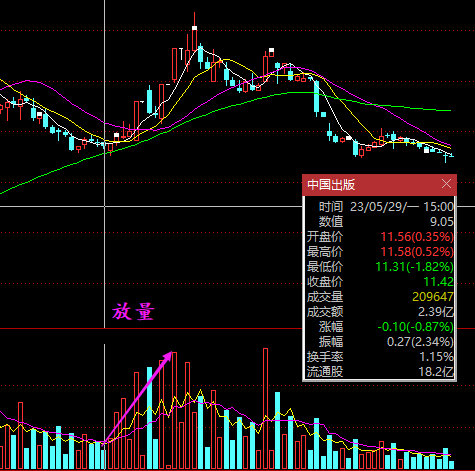 中国出版
时间 23/05/29/一 15:00
数值 9.05
开盘价 11.56(0.35%)
最高价 11.58(0.52%)
最低价 11.31(-1.82%)
收盘价 11.42
成交量 209647
成交额 2.39亿
涨幅 -0.10(-0.87%)
振幅 0.27(2.34%)
换手率 1.15%
流通股 18.2亿
放量